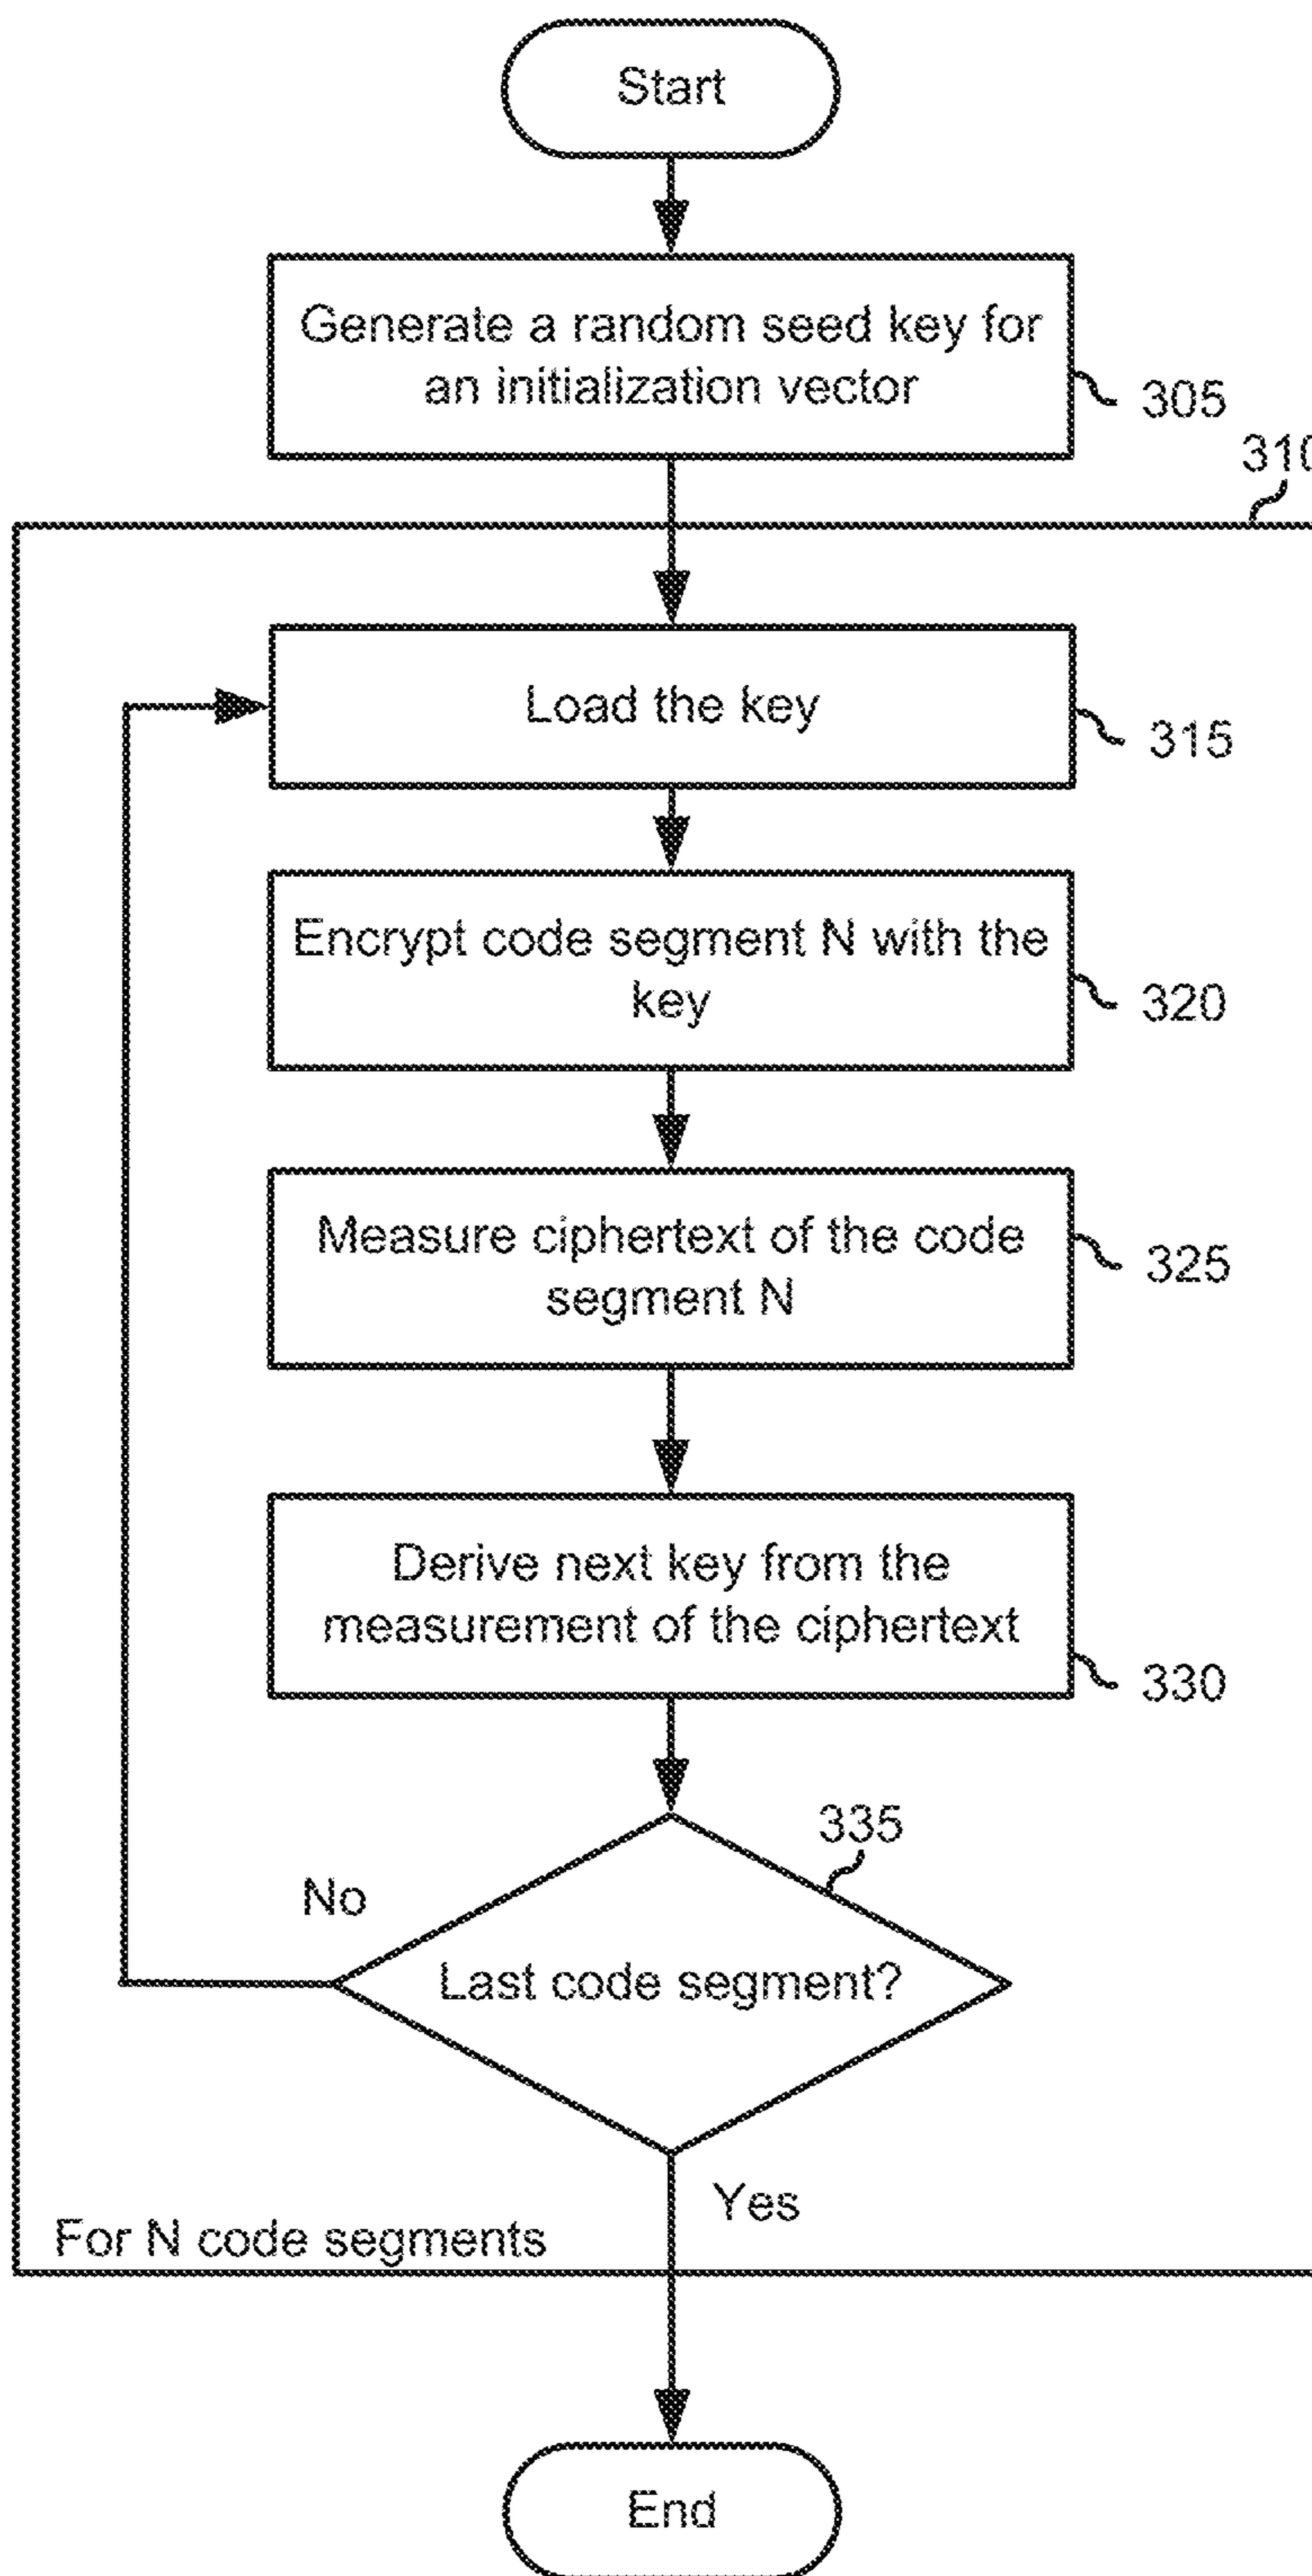 Start
Generate a random seed key for
an initialization vector
305
310
Load the key
315
Encrypt code segment N with the
key
320
Measure ciphertext of the code
segment N
325
Derive next key from the
measurement of the ciphertext
330
335
No
Last code segment?
Yes
For N code segments
End